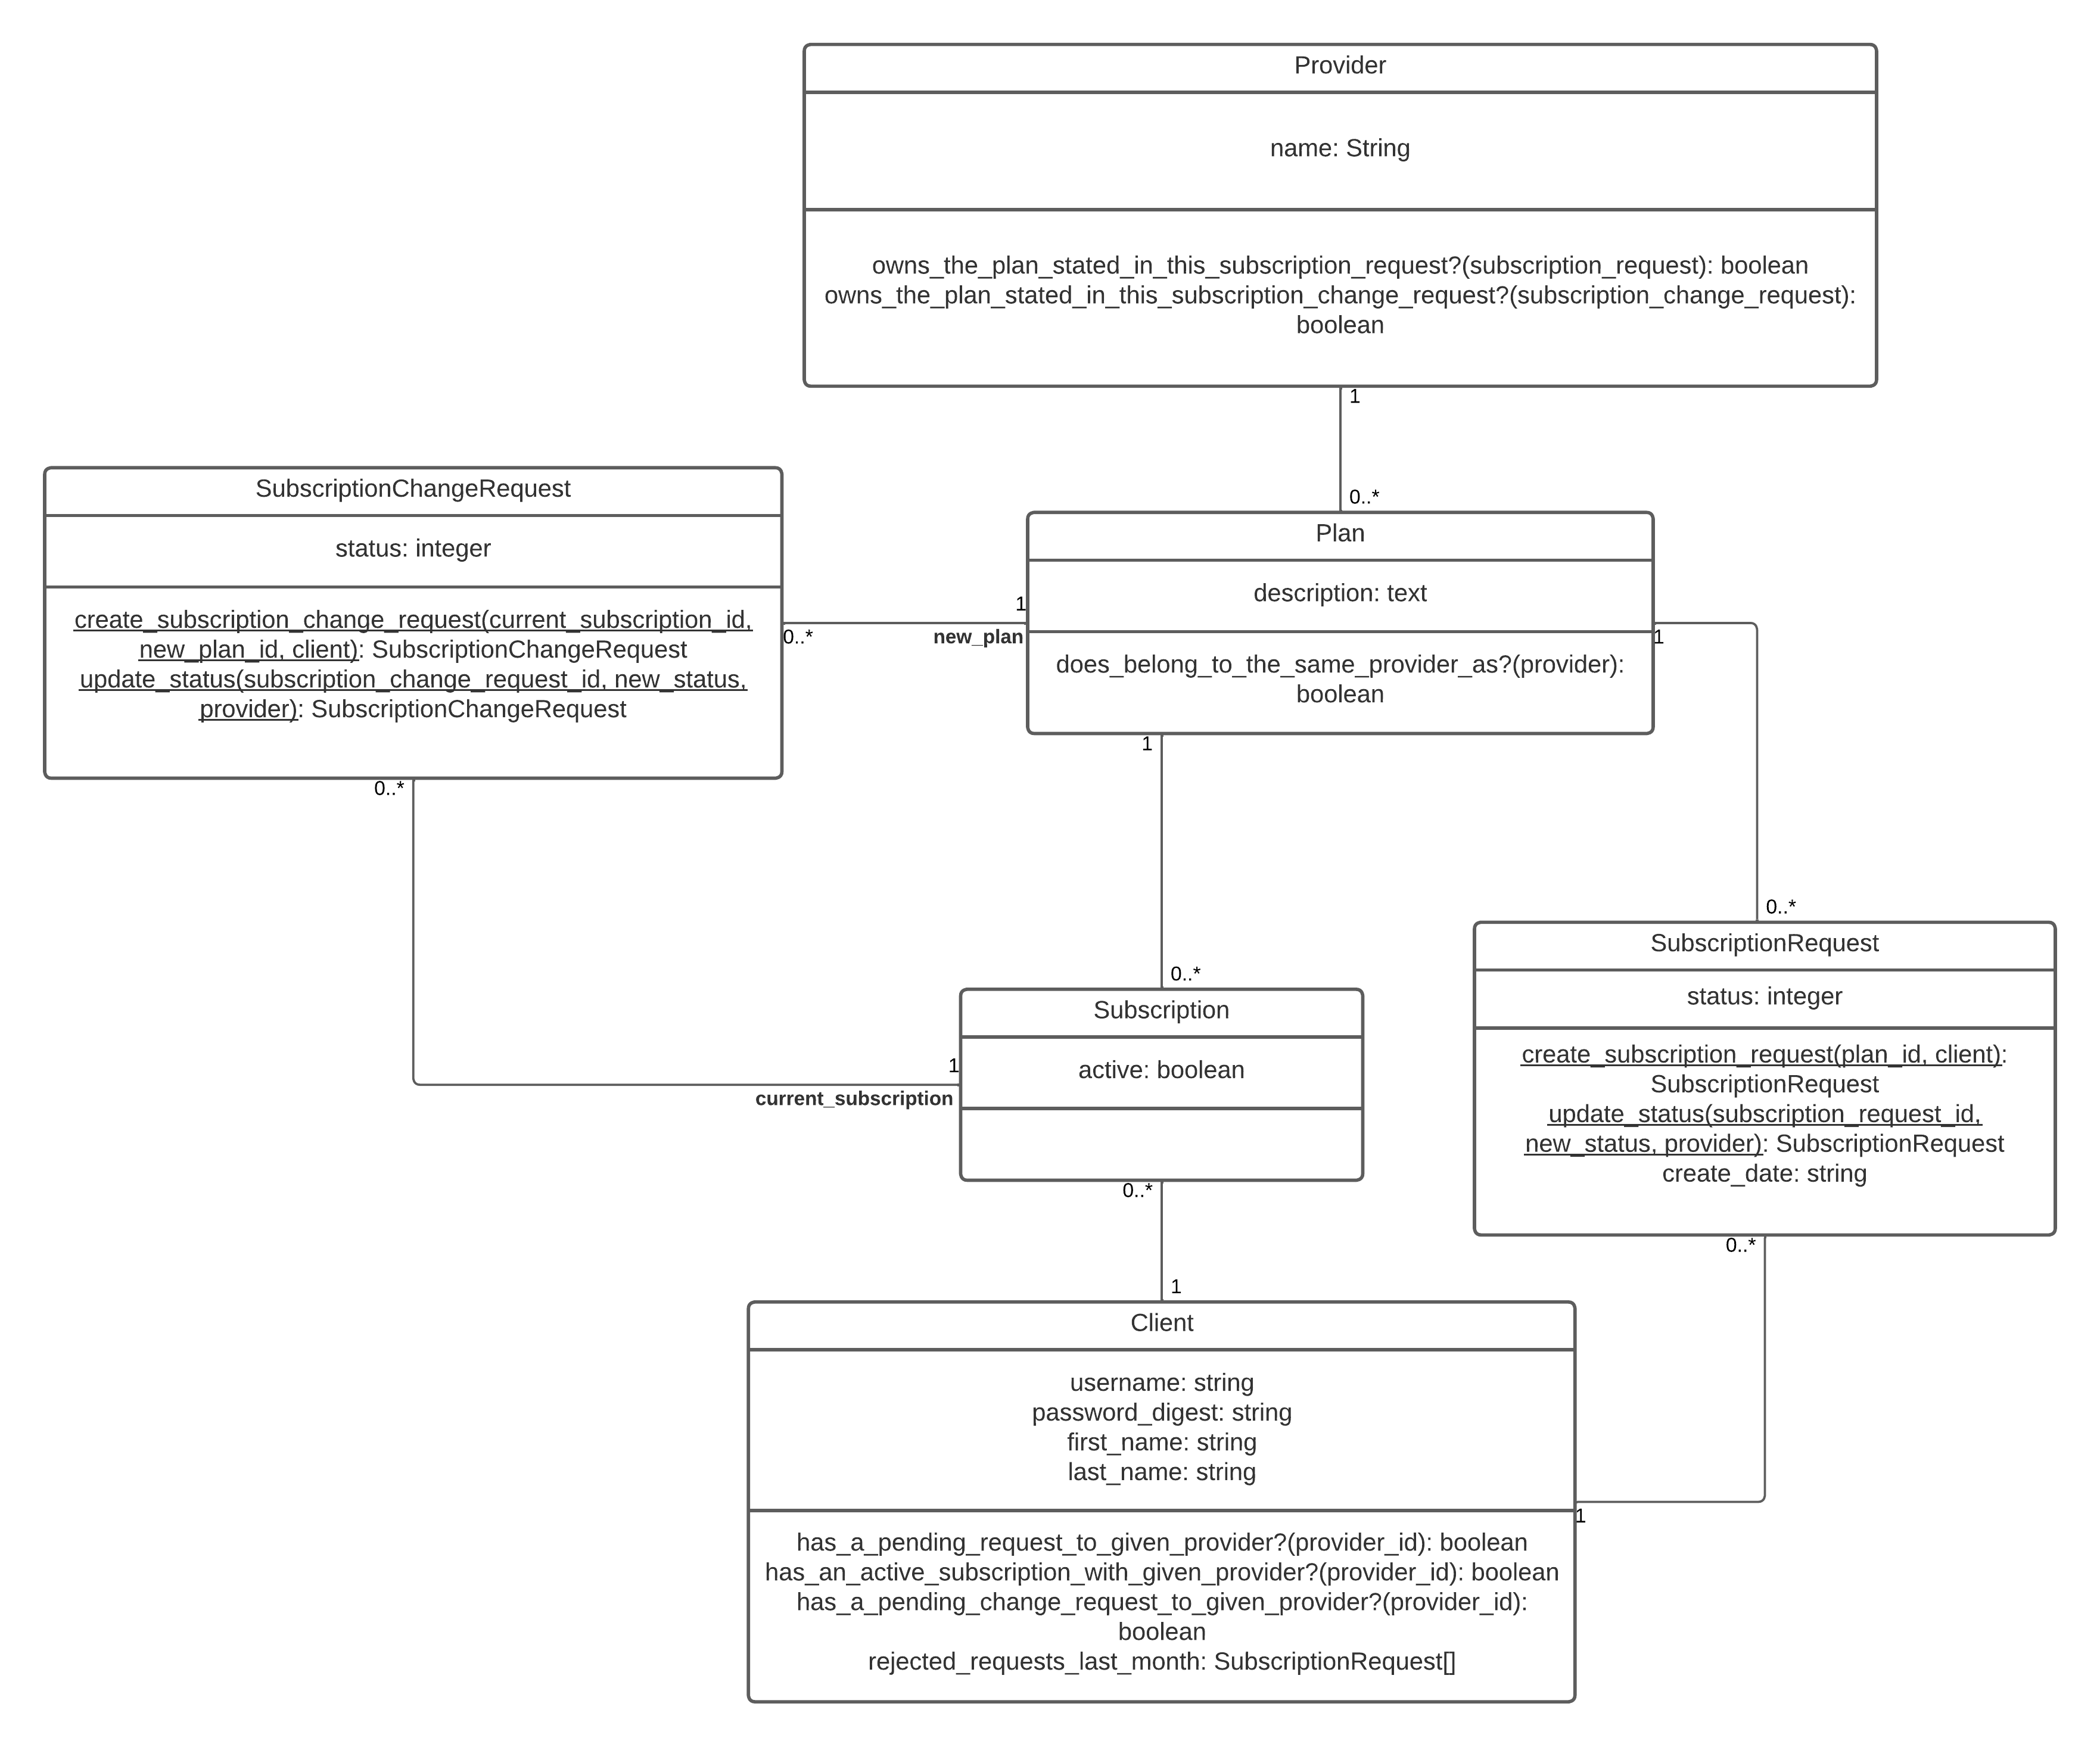 Provider
name: String
owns_the_plan_stated_in_this_subscription_request?(subscription_request): boolean
owns_the_plan_stated_in_this_subscription_change_request?(subscription_change_request):
boolean
1
0..*
SubscriptionChangeRequest
status: integer
create_subscription_change_request(current_subscription_id,
new_plan_id, client): SubscriptionChangeRequest
update_status(subscription_change_request_id, new_status,
provider): SubscriptionChangeRequest
0..*
1
new_plan
Plan
description: text
does_belong_to_the_same_provider_as?(provider):
boolean
1
1
0..*
0..*
0..*
SubscriptionRequest
status: integer
create_subscription_request(plan_id, client):
SubscriptionRequest
update_status(subscription_request_id,
new_status, provider): SubscriptionRequest
create_date: string
Subscription
active: boolean
1
current_subscription
0..*
0..*
1
Client
username: string
password_digest: string
first_name: string
last_name: string
1
has_a_pending_request_to_given_provider?(provider_id): boolean
has_an_active_subscription_with_given_provider?(provider_id): boolean
has_a_pending_change_request_to_given_provider?(provider_id):
boolean
rejected_requests_last_month: SubscriptionRequest[]